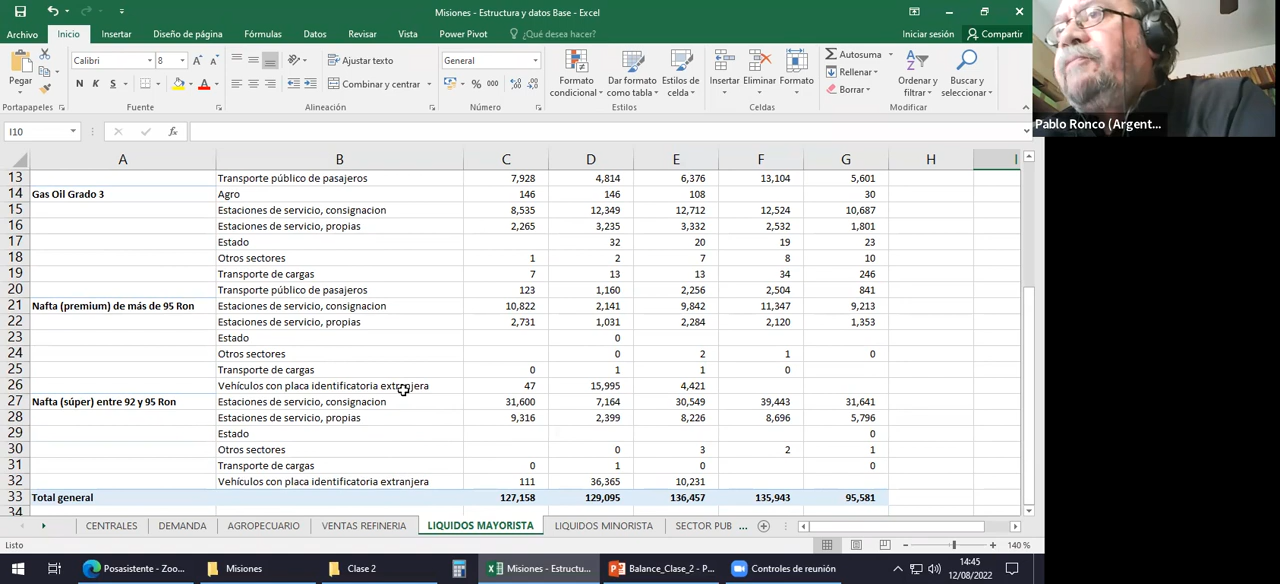 Misiones - Estructura y datos Base - Excel
Archivo Inicio Insertar Diseño de página Fórmulas Datos Revisar Vista Power Pivot ¿Qué desea hacer? Iniciar sesión Compartir
Pegar
Calibri 8
N K S
Ajustar texto
Combinar y centrar
General
% 000
Formato condicional
Dar formato como tabla
Estilos de celda
Insertar Eliminar Formato
Autosuma
Rellenar
Borrar
Ordenar y filtrar
Buscar y seleccionar
Portapapeles Fuente Alineación Número Estilos Celdas Modificar
Pablo Ronco (Argent...
I10 fx
A B C D E F G H I
13 Transporte público de pasajeros 7,928 4,814 6,376 13,104 5,601
14 Gas Oil Grado 3 Agro 146 146 108 30
15 Estaciones de servicio, consignacion 8,535 12,349 12,712 12,524 10,687
16 Estaciones de servicio, propias 2,265 3,235 3,332 2,532 1,801
17 Estado 32 20 19 23
18 Otros sectores 1 2 7 8 10
19 Transporte de cargas 7 13 13 34 246
20 Transporte público de pasajeros 123 1,160 2,256 2,504 841
21 Nafta (premium) de más de 95 Ron Estaciones de servicio, consignacion 10,822 2,141 9,842 11,347 9,213
22 Estaciones de servicio, propias 2,731 1,031 2,284 2,120 1,353
23 Estado 0
24 Otros sectores 0 2 1 0
25 Transporte de cargas 0 1 1 0
26 Vehículos con placa identificatoria extranjera 47 15,995 4,421
27 Nafta (súper) entre 92 y 95 Ron Estaciones de servicio, consignacion 31,600 7,164 30,549 39,443 31,641
28 Estaciones de servicio, propias 9,316 2,399 8,226 8,696 5,796
29 Estado 0
30 Otros sectores 0 3 2 1
31 Transporte de cargas 0 1 0 0
32 Vehículos con placa identificatoria extranjera 111 36,365 10,231
33 Total general 127,158 129,095 136,457 135,943 95,581
34
CENTRALES DEMANDA AGROPECUARIO VENTAS REFINERIA LIQUIDOS MAYORISTA LIQUIDOS MINORISTA SECTOR PUB ...
Listo 140 %
Posasistente - Zoo... Misiones Clase 2 Misiones - Estructu... Balance_Clase_2 - P... Controles de reunión 14:45
12/08/2022